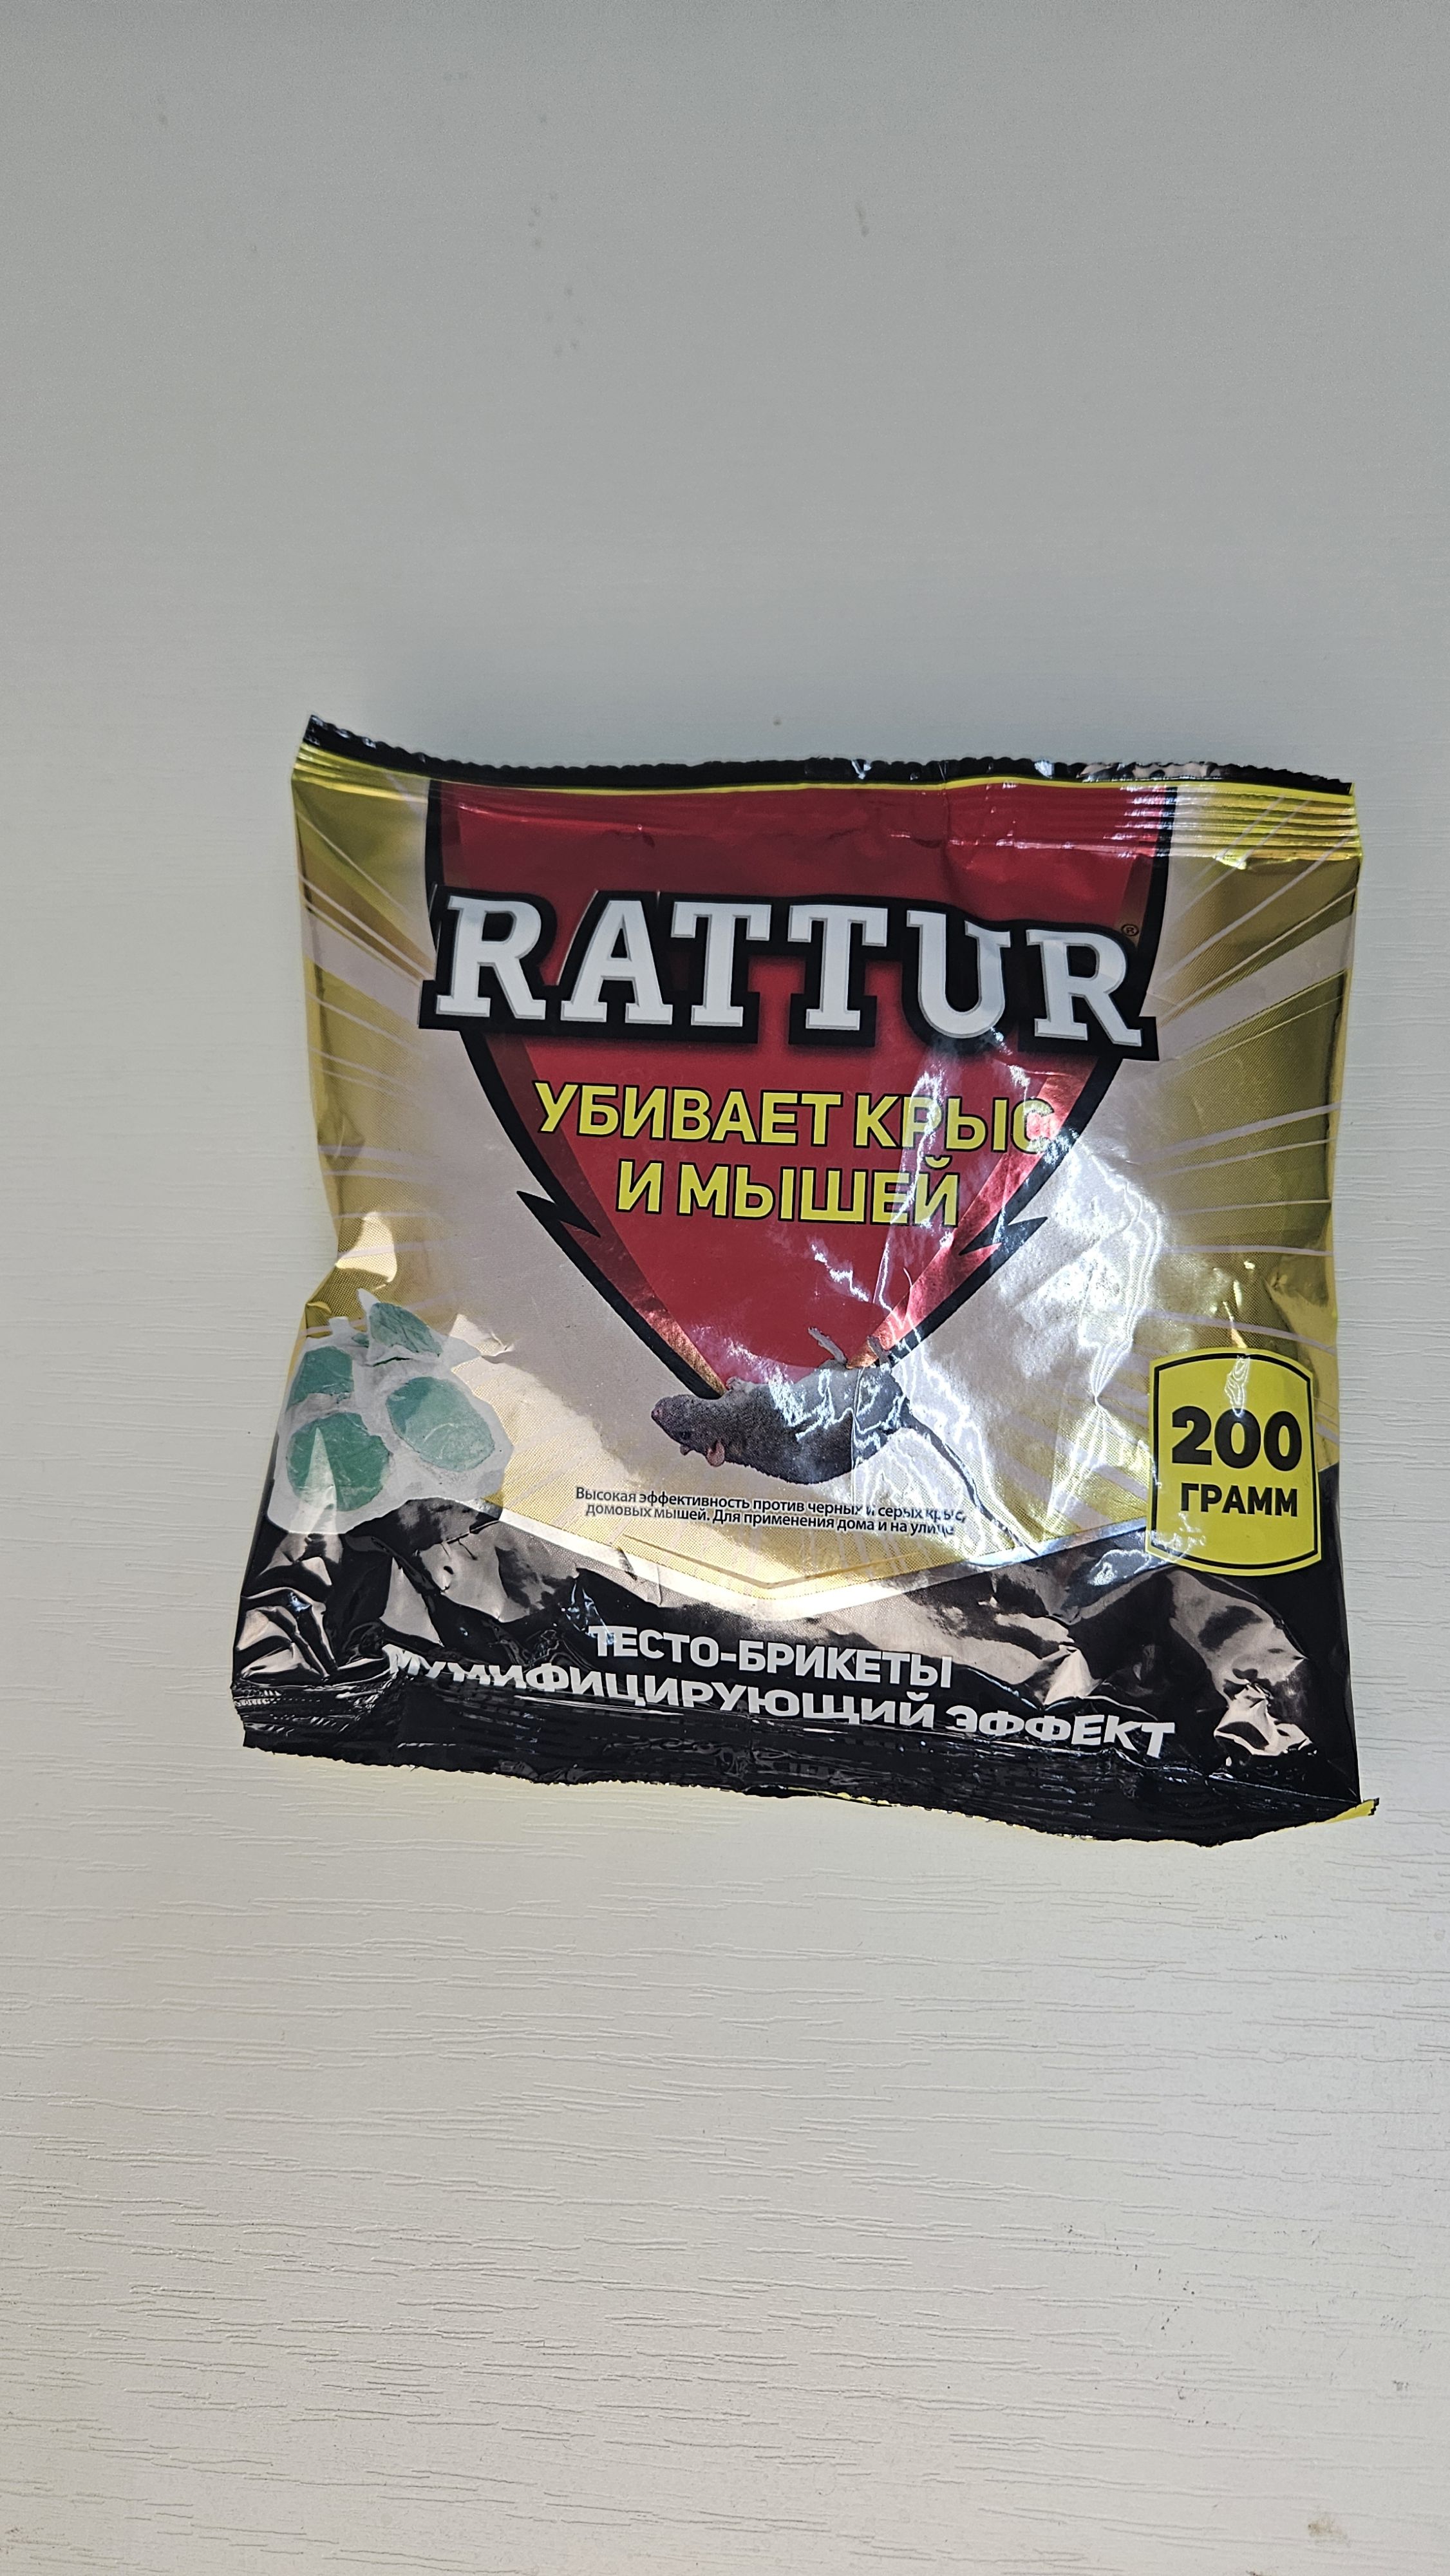 RATTUR®
УБИВАЕТ КРЫС
И МЫШЕЙ
200
ГРАММ
Высокая эффективность против черных и серых крыс,
домовых мышей. Для применения дома и на улице
ТЕСТО-БРИКЕТЫ
МУМИФИЦИРУЮЩИЙ ЭФФЕКТ